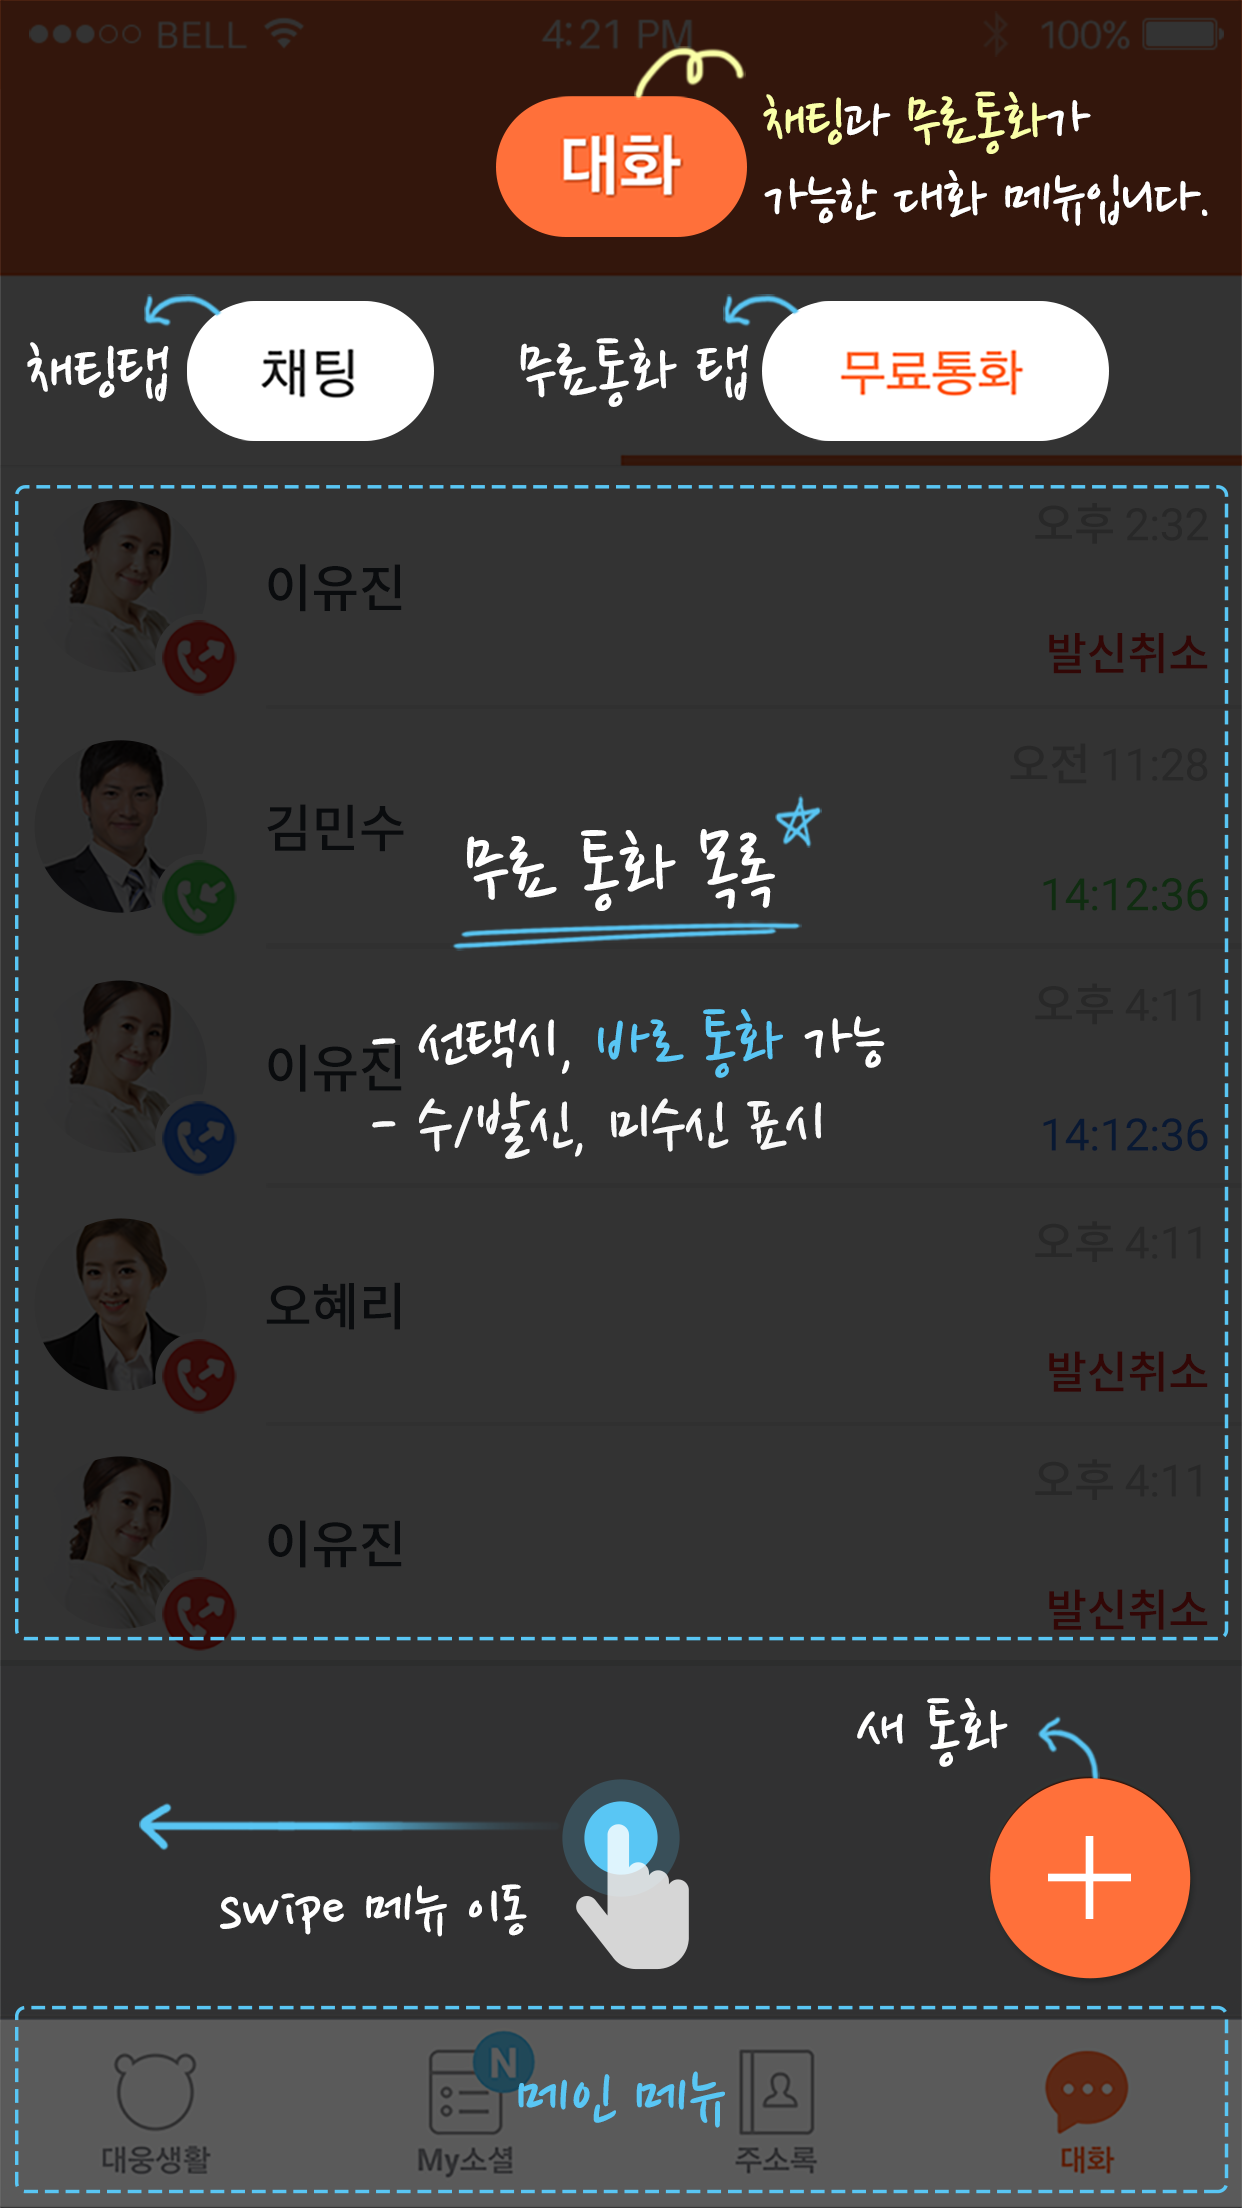 BELL 4:21 PM 100%
대화
채팅과 무료통화가
가능한 대화 메뉴입니다.
채팅탭
채팅
무료통화 탭
무료통화
오후 2:32
이유진
발신취소
오전 11:28
김민수
14:12:36
무료 통화 목록
오후 4:11
이유진
- 선택시, 바로 통화 가능
- 수/발신, 미수신 표시
14:12:36
오후 4:11
오혜리
발신취소
오후 4:11
이유진
발신취소
새 통화
swipe 메뉴 이동
N
메인 메뉴
대웅생활
My소셜
주소록
대화